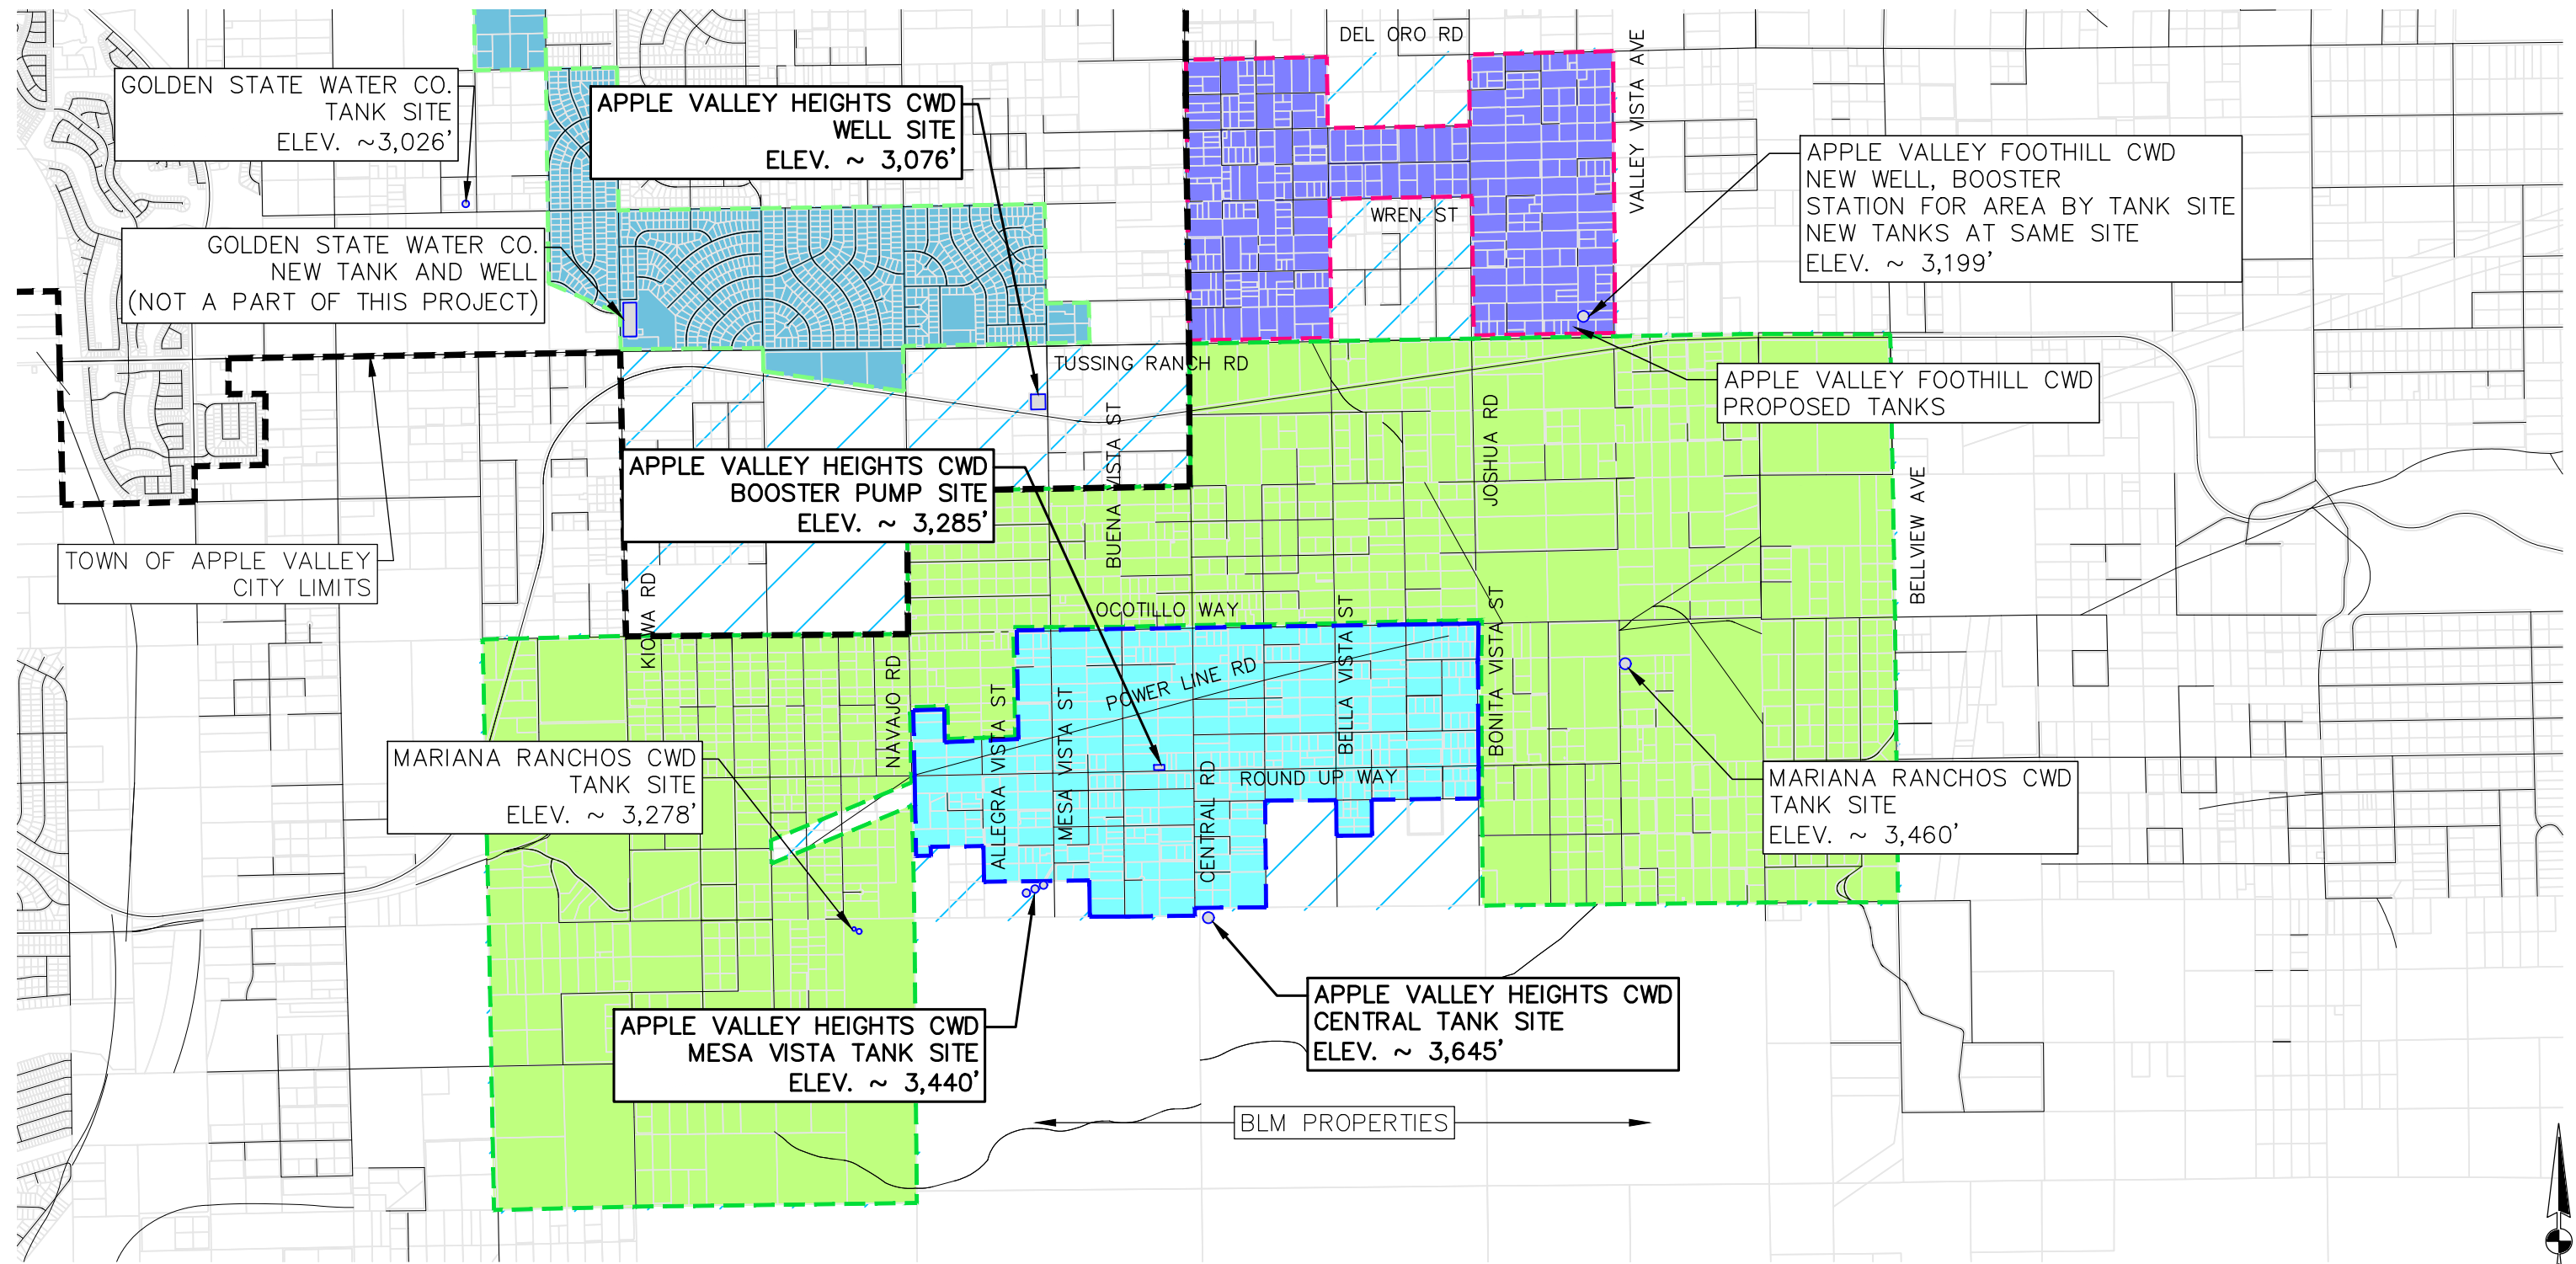 DEL ORO RD
VALLEY VISTA AVE
GOLDEN STATE WATER CO.
TANK SITE
ELEV. ~3,026'
APPLE VALLEY HEIGHTS CWD
WELL SITE
ELEV. ~ 3,076'
APPLE VALLEY FOOTHILL CWD
NEW WELL, BOOSTER
STATION FOR AREA BY TANK SITE
NEW TANKS AT SAME SITE
ELEV. ~ 3,199'
WREN ST
GOLDEN STATE WATER CO.
NEW TANK AND WELL
(NOT A PART OF THIS PROJECT)
TUSSING RANCH RD
APPLE VALLEY FOOTHILL CWD
PROPOSED TANKS
BUENA VISTA ST
JOSHUA RD
APPLE VALLEY HEIGHTS CWD
BOOSTER PUMP SITE
ELEV. ~ 3,285'
BELLVIEW AVE
TOWN OF APPLE VALLEY
CITY LIMITS
KIOWA RD
OCOTILLO WAY
NAVAJO RD
POWER LINE RD
BELLA VISTA ST
BONITA VISTA ST
ALLEGRA VISTA ST
MESA VISTA ST
CENTRAL RD
ROUND UP WAY
MARIANA RANCHOS CWD
TANK SITE
ELEV. ~ 3,278'
MARIANA RANCHOS CWD
TANK SITE
ELEV. ~ 3,460'
APPLE VALLEY HEIGHTS CWD
MESA VISTA TANK SITE
ELEV. ~ 3,440'
APPLE VALLEY HEIGHTS CWD
CENTRAL TANK SITE
ELEV. ~ 3,645'
BLM PROPERTIES